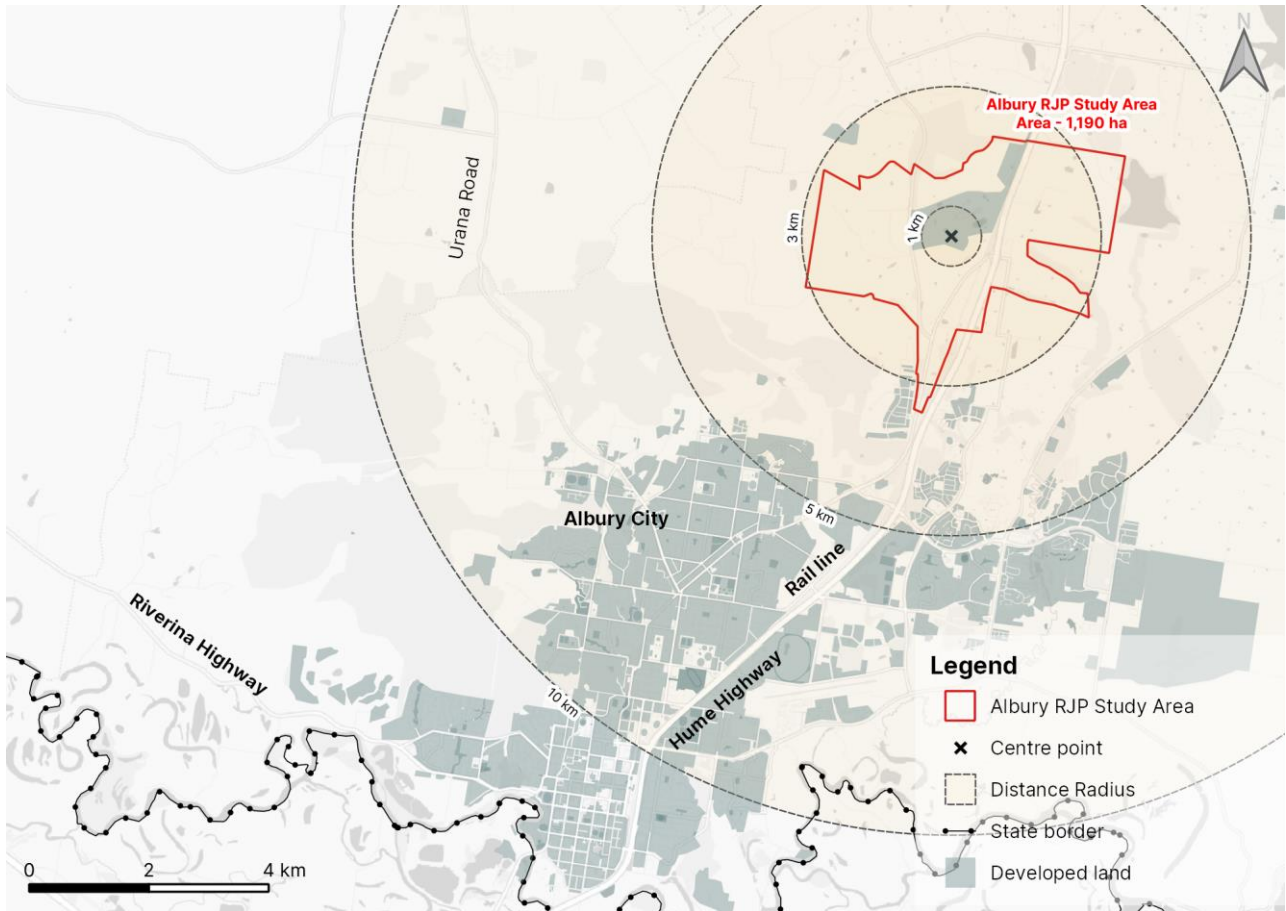 N
Albury RJP Study Area
Area - 1,190 ha
Urana Road
3 km
1 km
5 km
Albury City
Rail line
Riverina Highway
10 km
Hume Highway
Legend
Albury RJP Study Area
Centre point
Distance Radius
State border
Developed land
0 2 4 km